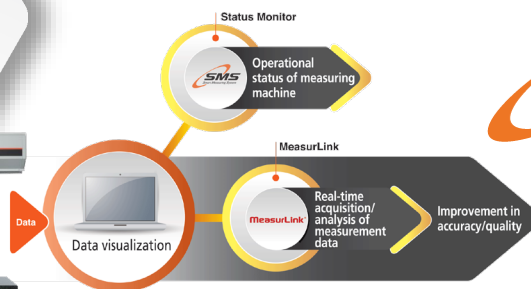 Status Monitor
SMS
Operational
status of measuring
machine
MeasurLink
Data
Data visualization
MeasurLink
Real-time
acquisition/
analysis of
measurement
data
Improvement in
accuracy/quality